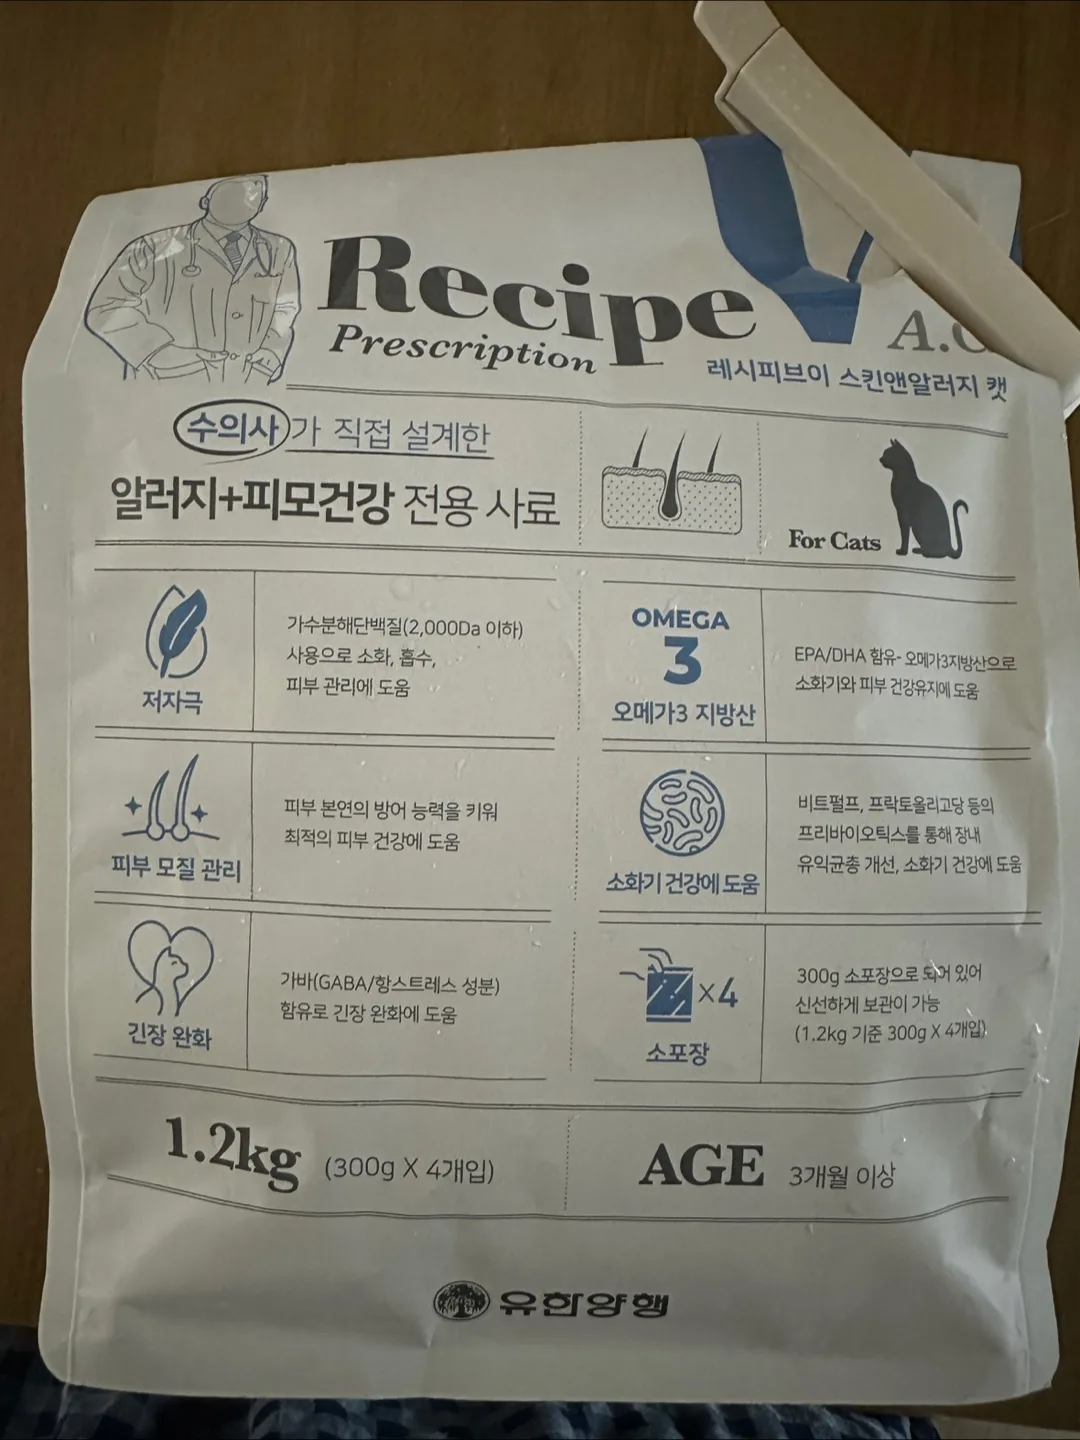 Recipe V
Prescription
레시피브이 스킨앤알러지 캣
수의사가 직접 설계한
알러지+피모건강 전용 사료
For Cats
저자극
가수분해단백질(2,000Da 이하)
사용으로 소화, 흡수,
피부 관리에 도움
OMEGA
3
오메가3 지방산
EPA/DHA 함유- 오메가3지방산으로
소화기와 피부 건강유지에 도움
피부 모질 관리
피부 본연의 방어 능력을 키워
최적의 피부 건강에 도움
소화기 건강에 도움
비트펄프, 프락토올리고당 등의
프리바이오틱스를 통해 장내
유익균총 개선, 소화기 건강에 도움
긴장 완화
가바(GABA/항스트레스 성분)
함유로 긴장 완화에 도움
x4
소포장
300g 소포장으로 되어 있어
신선하게 보관이 가능
(1.2kg 기준 300g X 4개입)
1.2kg (300g X 4개입)
AGE 3개월 이상
유한양행